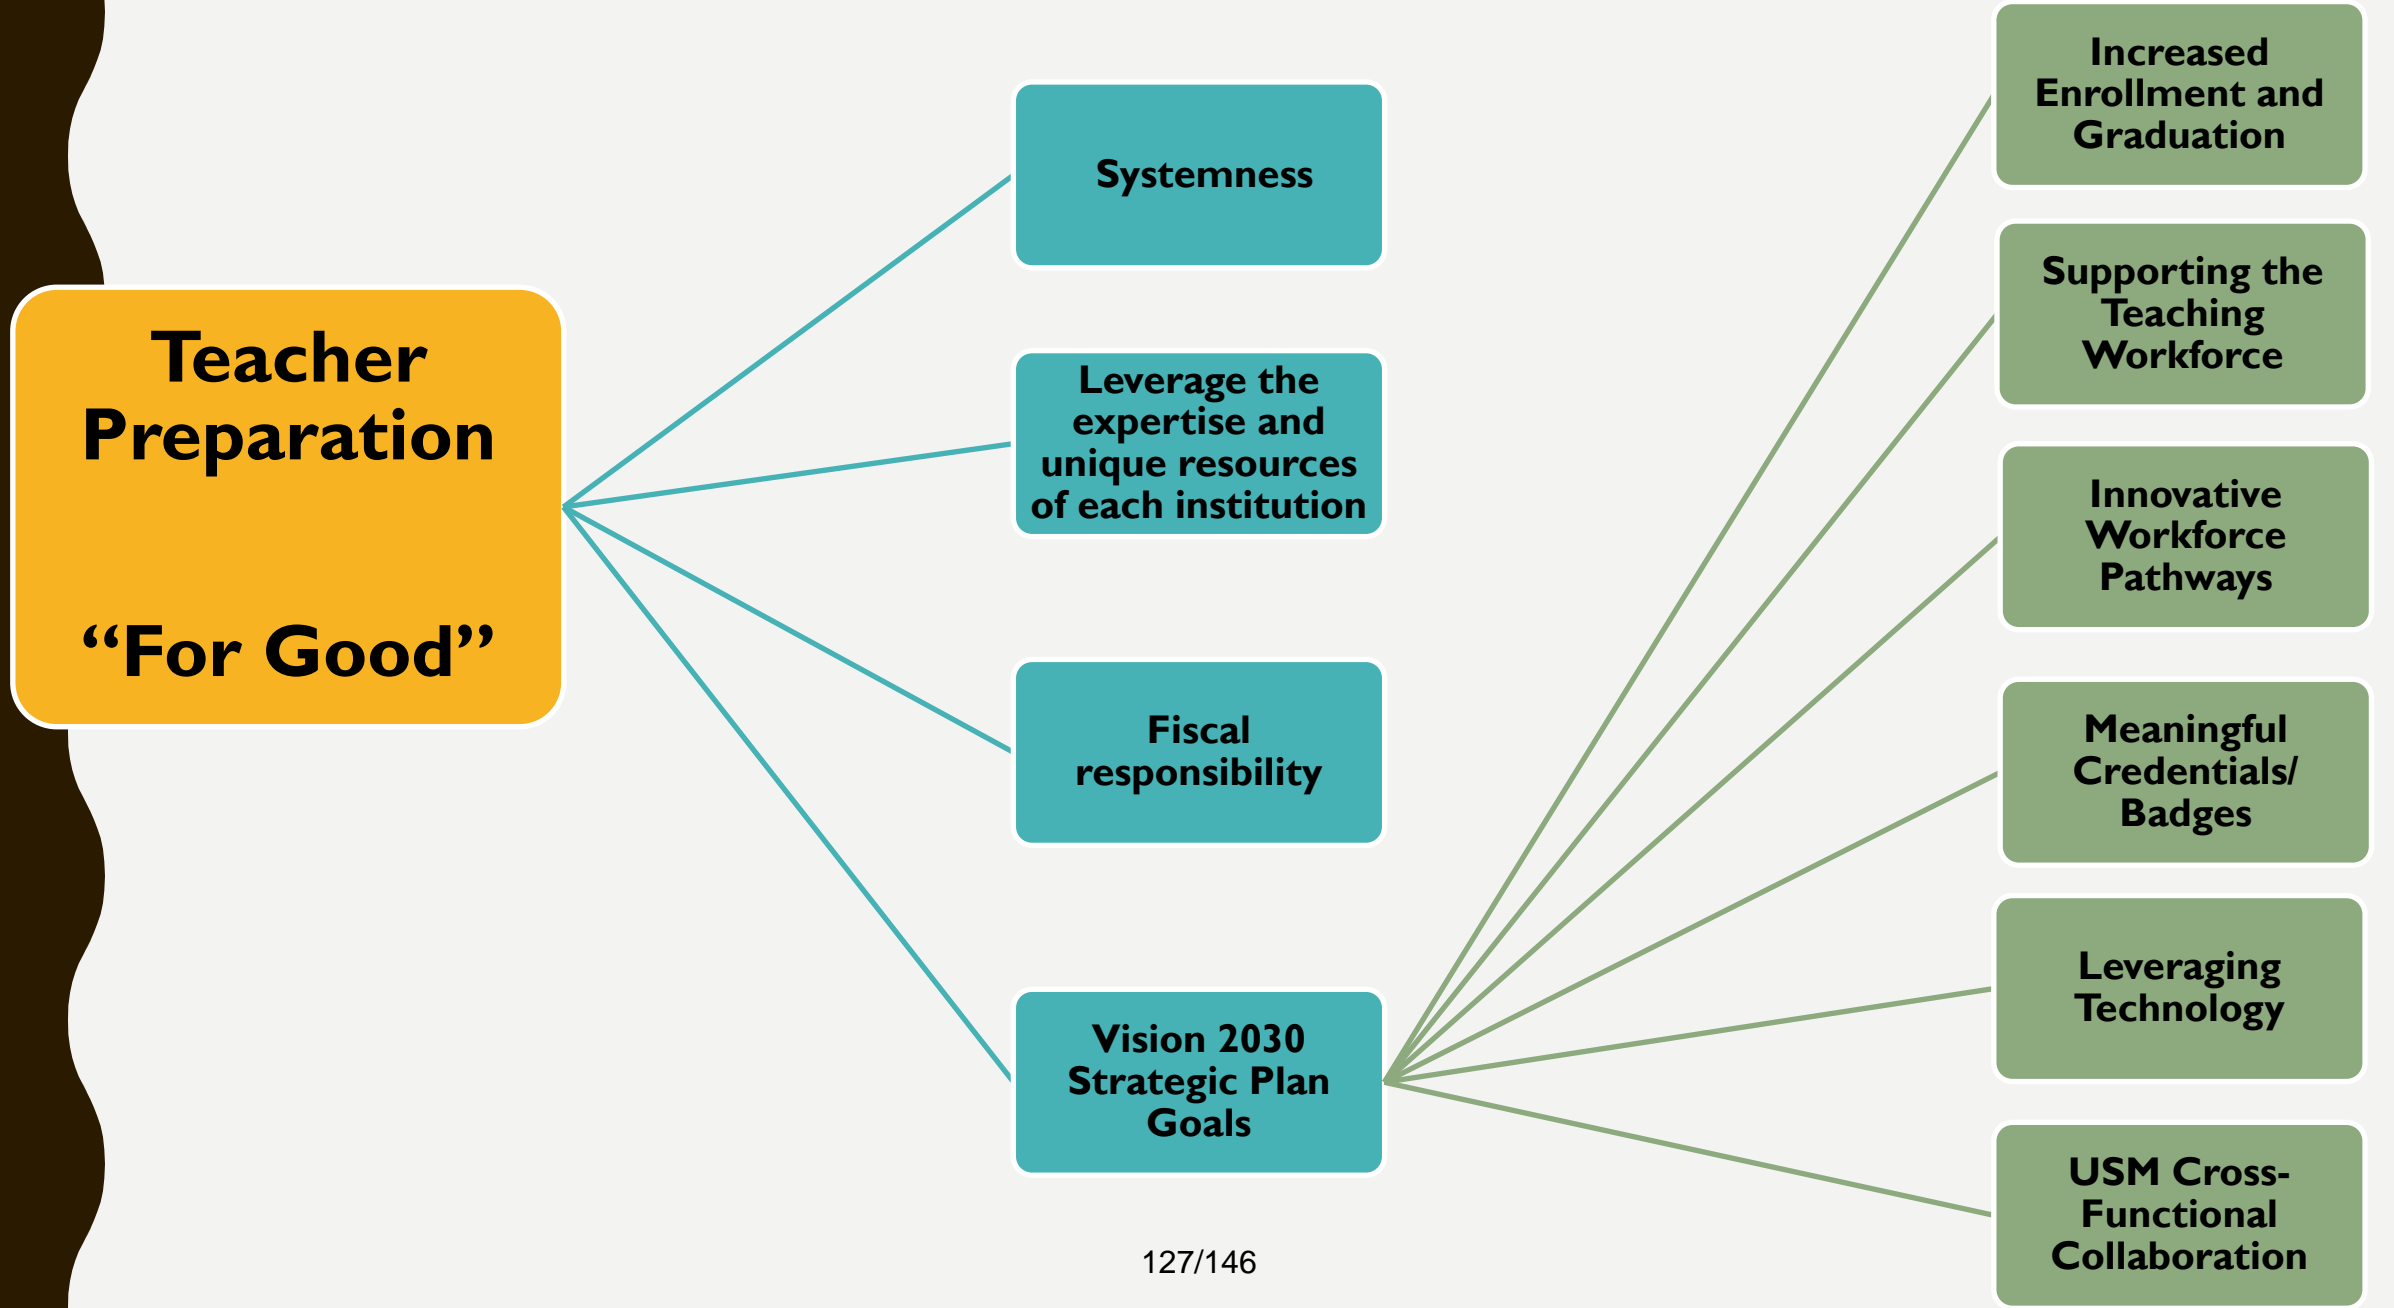 Teacher
Preparation
“For Good”
Systemness
Leverage the
expertise and
unique resources
of each institution
Fiscal
responsibility
Vision 2030
Strategic Plan
Goals
Increased
Enrollment and
Graduation
Supporting the
Teaching
Workforce
Innovative
Workforce
Pathways
Meaningful
Credentials/
Badges
Leveraging
Technology
USM Cross-
Functional
Collaboration
127/146